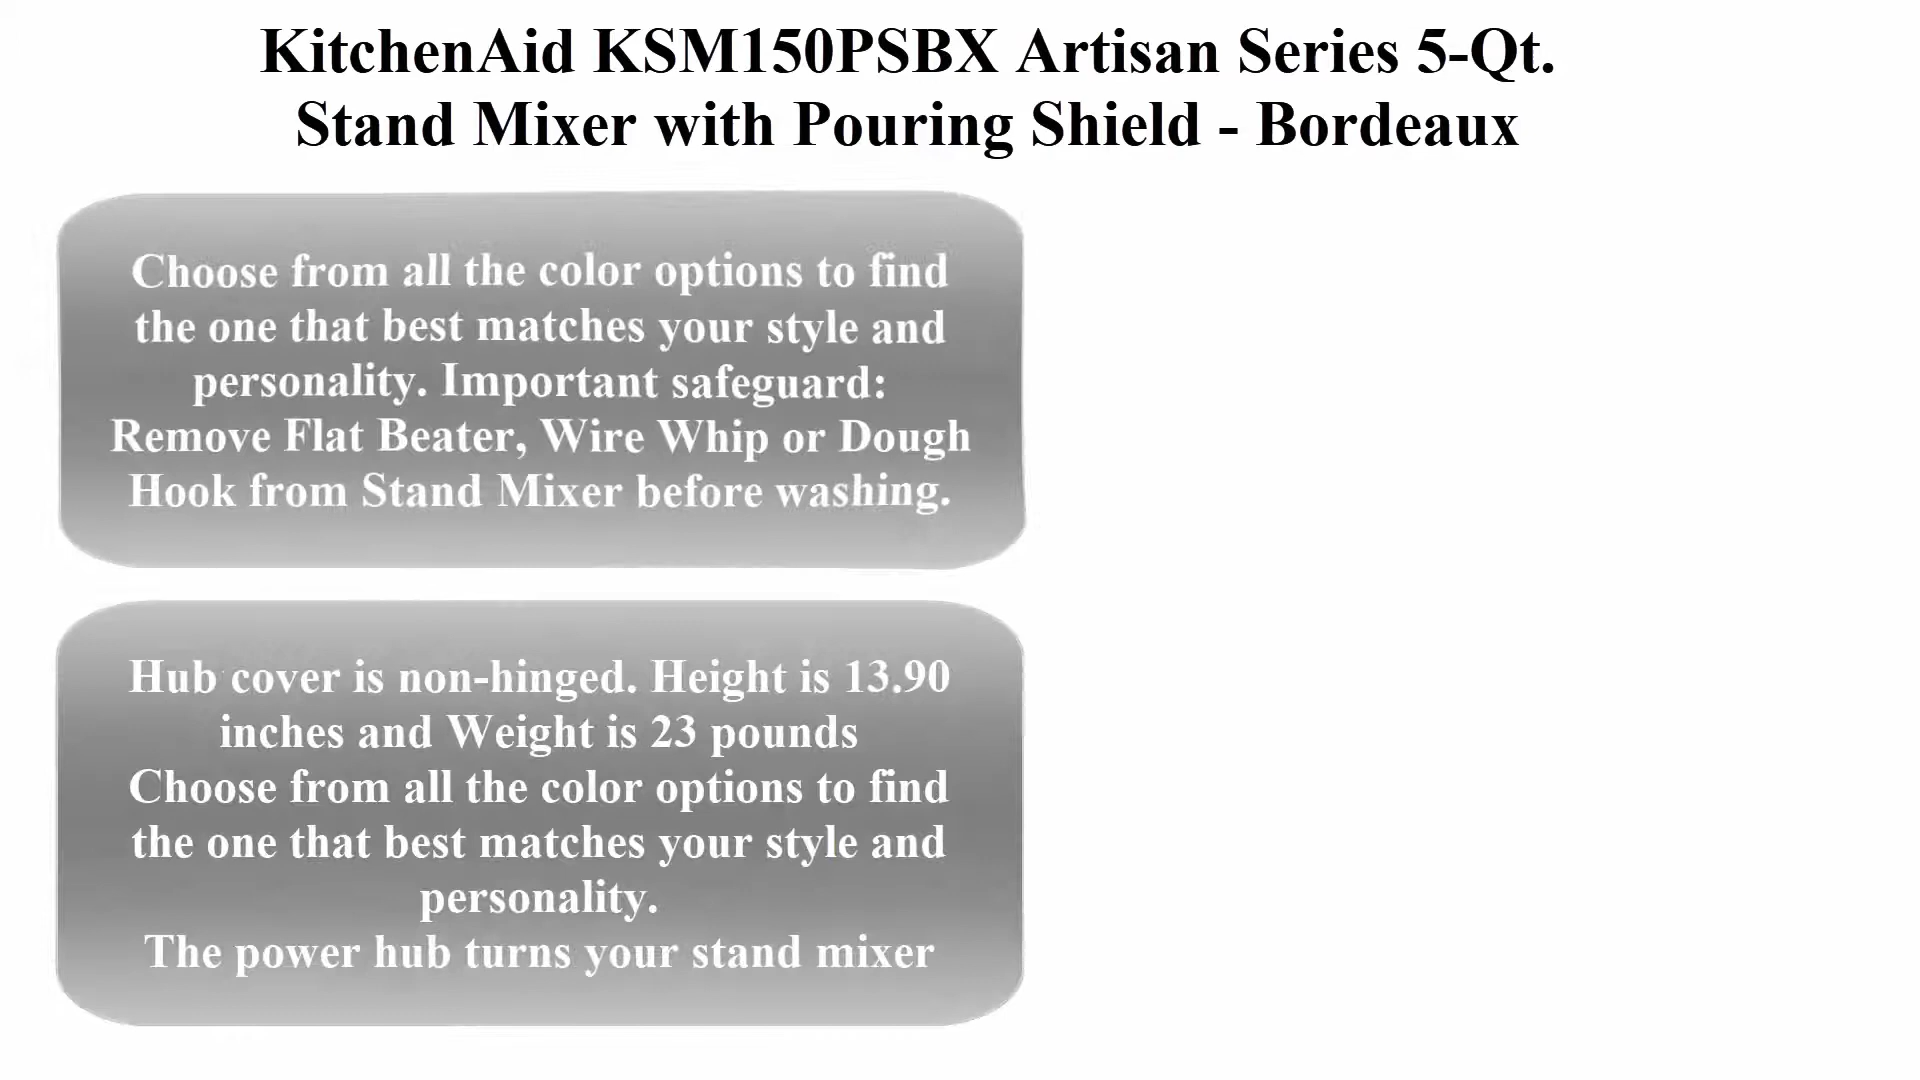 KitchenAid KSM150PSBX Artisan Series 5-Qt.
Stand Mixer with Pouring Shield - Bordeaux
Choose from all the color options to find
the one that best matches your style and
personality. Important safeguard:
Remove Flat Beater, Wire Whip or Dough
Hook from Stand Mixer before washing.
Hub cover is non-hinged. Height is 13.90
inches and Weight is 23 pounds
Choose from all the color options to find
the one that best matches your style and
personality.
The power hub turns your stand mixer